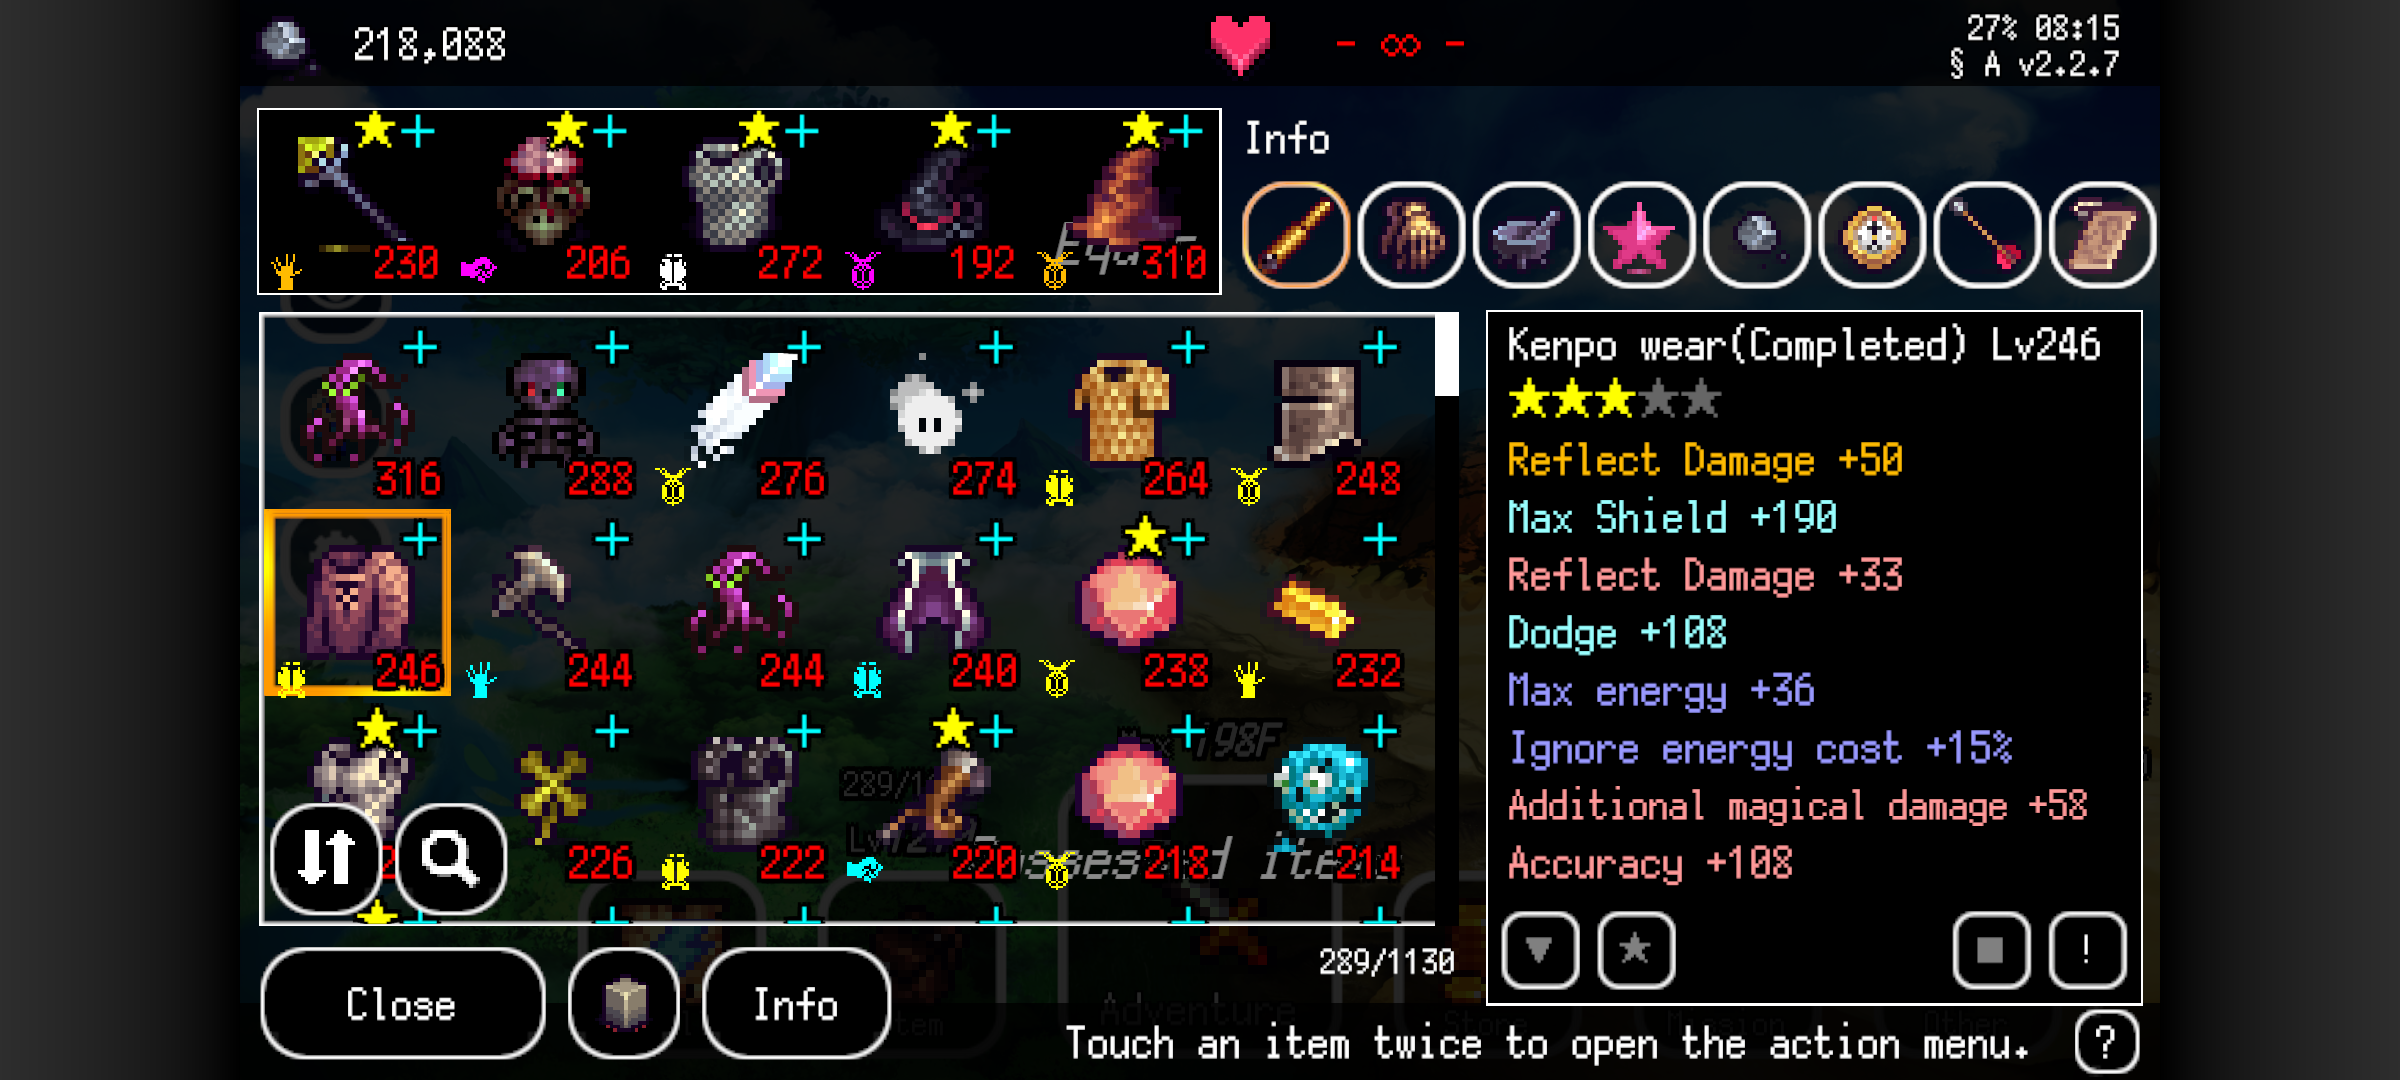 218,088
- ∞ -
27% 08:15
§ A v2.2.7
230 206 272 192 310
Info
316 288 276 274 264 248
246 244 244 240 238 232
226 222 220 218 214
289/1130
Close
Info
Kenpo wear(Completed) Lv246
Reflect Damage +50
Max Shield +190
Reflect Damage +33
Dodge +108
Max energy +36
Ignore energy cost +15%
Additional magical damage +58
Accuracy +108
!
Adventure
Touch an item twice to open the action menu.
?